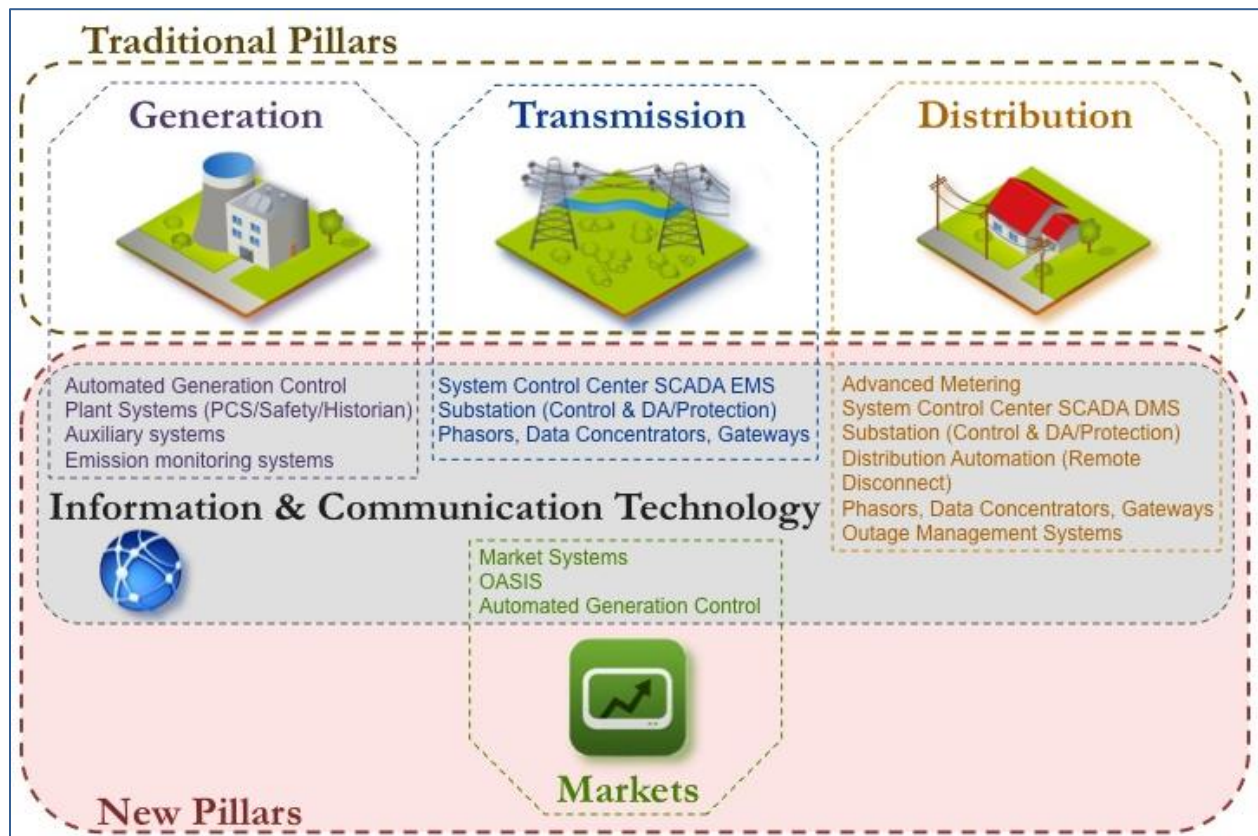 Traditional Pillars
Generation
Transmission
Distribution
Automated Generation Control
Plant Systems (PCS/Safety/Historian)
Auxiliary systems
Emission monitoring systems
System Control Center SCADA EMS
Substation (Control & DA/Protection)
Phasors, Data Concentrators, Gateways
Advanced Metering
System Control Center SCADA DMS
Substation (Control & DA/Protection)
Distribution Automation (Remote
Disconnect)
Phasors, Data Concentrators, Gateways
Outage Management Systems
Information & Communication Technology
Market Systems
OASIS
Automated Generation Control
Markets
New Pillars